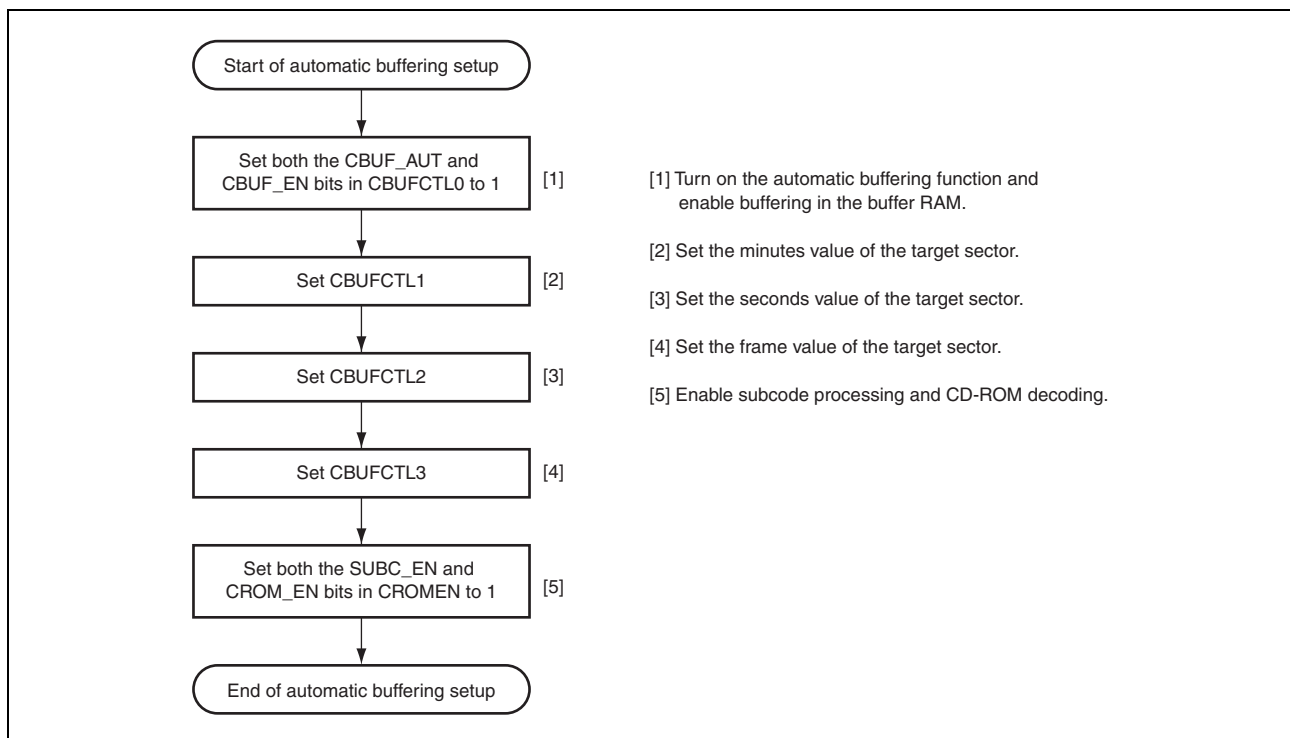 Start of automatic buffering setup
Set both the CBUF_AUT and
CBUF_EN bits in CBUFCTL0 to 1
[1]
Set CBUFCTL1
[2]
Set CBUFCTL2
[3]
Set CBUFCTL3
[4]
Set both the SUBC_EN and
CROM_EN bits in CROMEN to 1
[5]
End of automatic buffering setup
[1] Turn on the automatic buffering function and
enable buffering in the buffer RAM.
[2] Set the minutes value of the target sector.
[3] Set the seconds value of the target sector.
[4] Set the frame value of the target sector.
[5] Enable subcode processing and CD-ROM decoding.